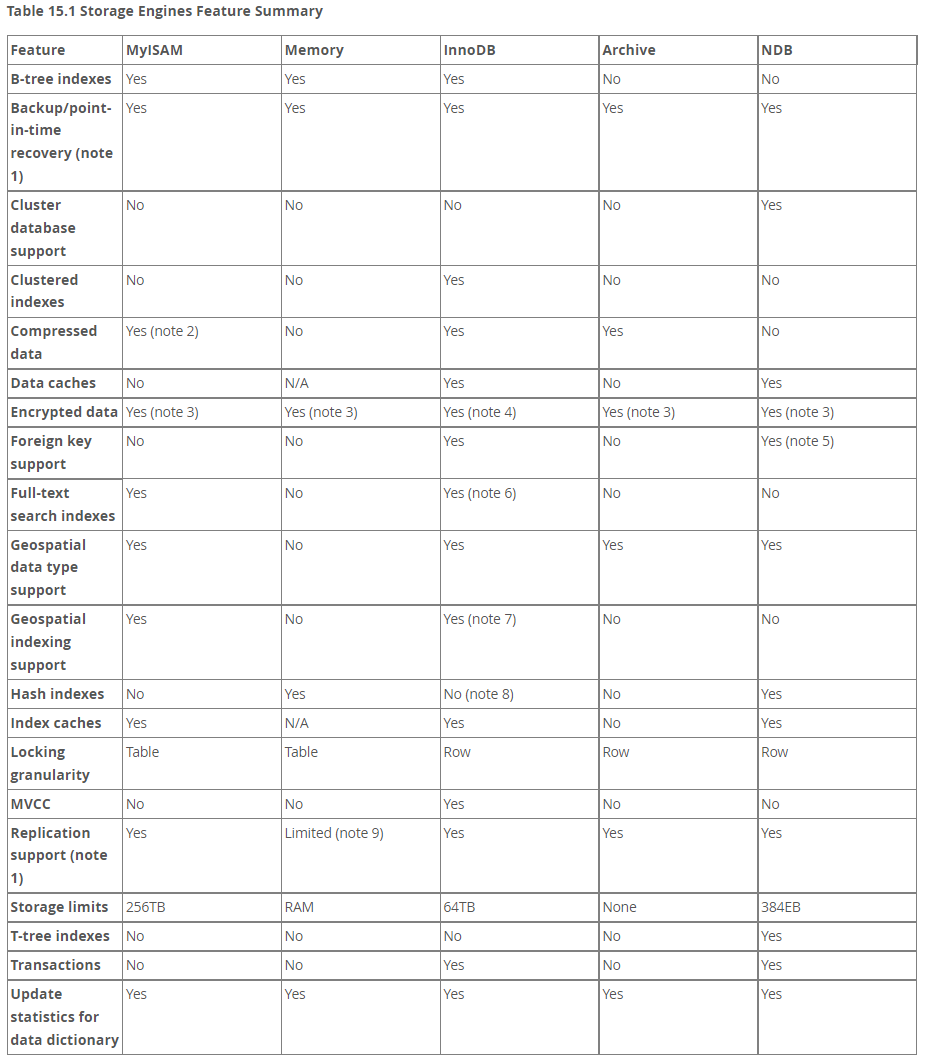 Table 15.1 Storage Engines Feature Summary
Feature MyISAM Memory InnoDB Archive NDB
B-tree indexes Yes Yes Yes No No
Backup/point- Yes Yes Yes Yes Yes
in-time
recovery (note
1)
Cluster No No No No Yes
database
support
Clustered No No Yes No No
indexes
Compressed Yes (note 2) No Yes Yes No
data
Data caches No N/A Yes No Yes
Encrypted data Yes (note 3) Yes (note 3) Yes (note 4) Yes (note 3) Yes (note 3)
Foreign key No No Yes No Yes (note 5)
support
Full-text Yes No Yes (note 6) No No
search indexes
Geospatial Yes No Yes Yes Yes
data type
support
Geospatial Yes No Yes (note 7) No No
indexing
support
Hash indexes No Yes No (note 8) No Yes
Index caches Yes N/A Yes No Yes
Locking Table Table Row Row Row
granularity
MVCC No No Yes No No
Replication Yes Limited (note 9) Yes Yes Yes
support (note
1)
Storage limits 256TB RAM 64TB None 384EB
T-tree indexes No No No No Yes
Transactions No No Yes No Yes
Update Yes Yes Yes Yes Yes
statistics for
data dictionary